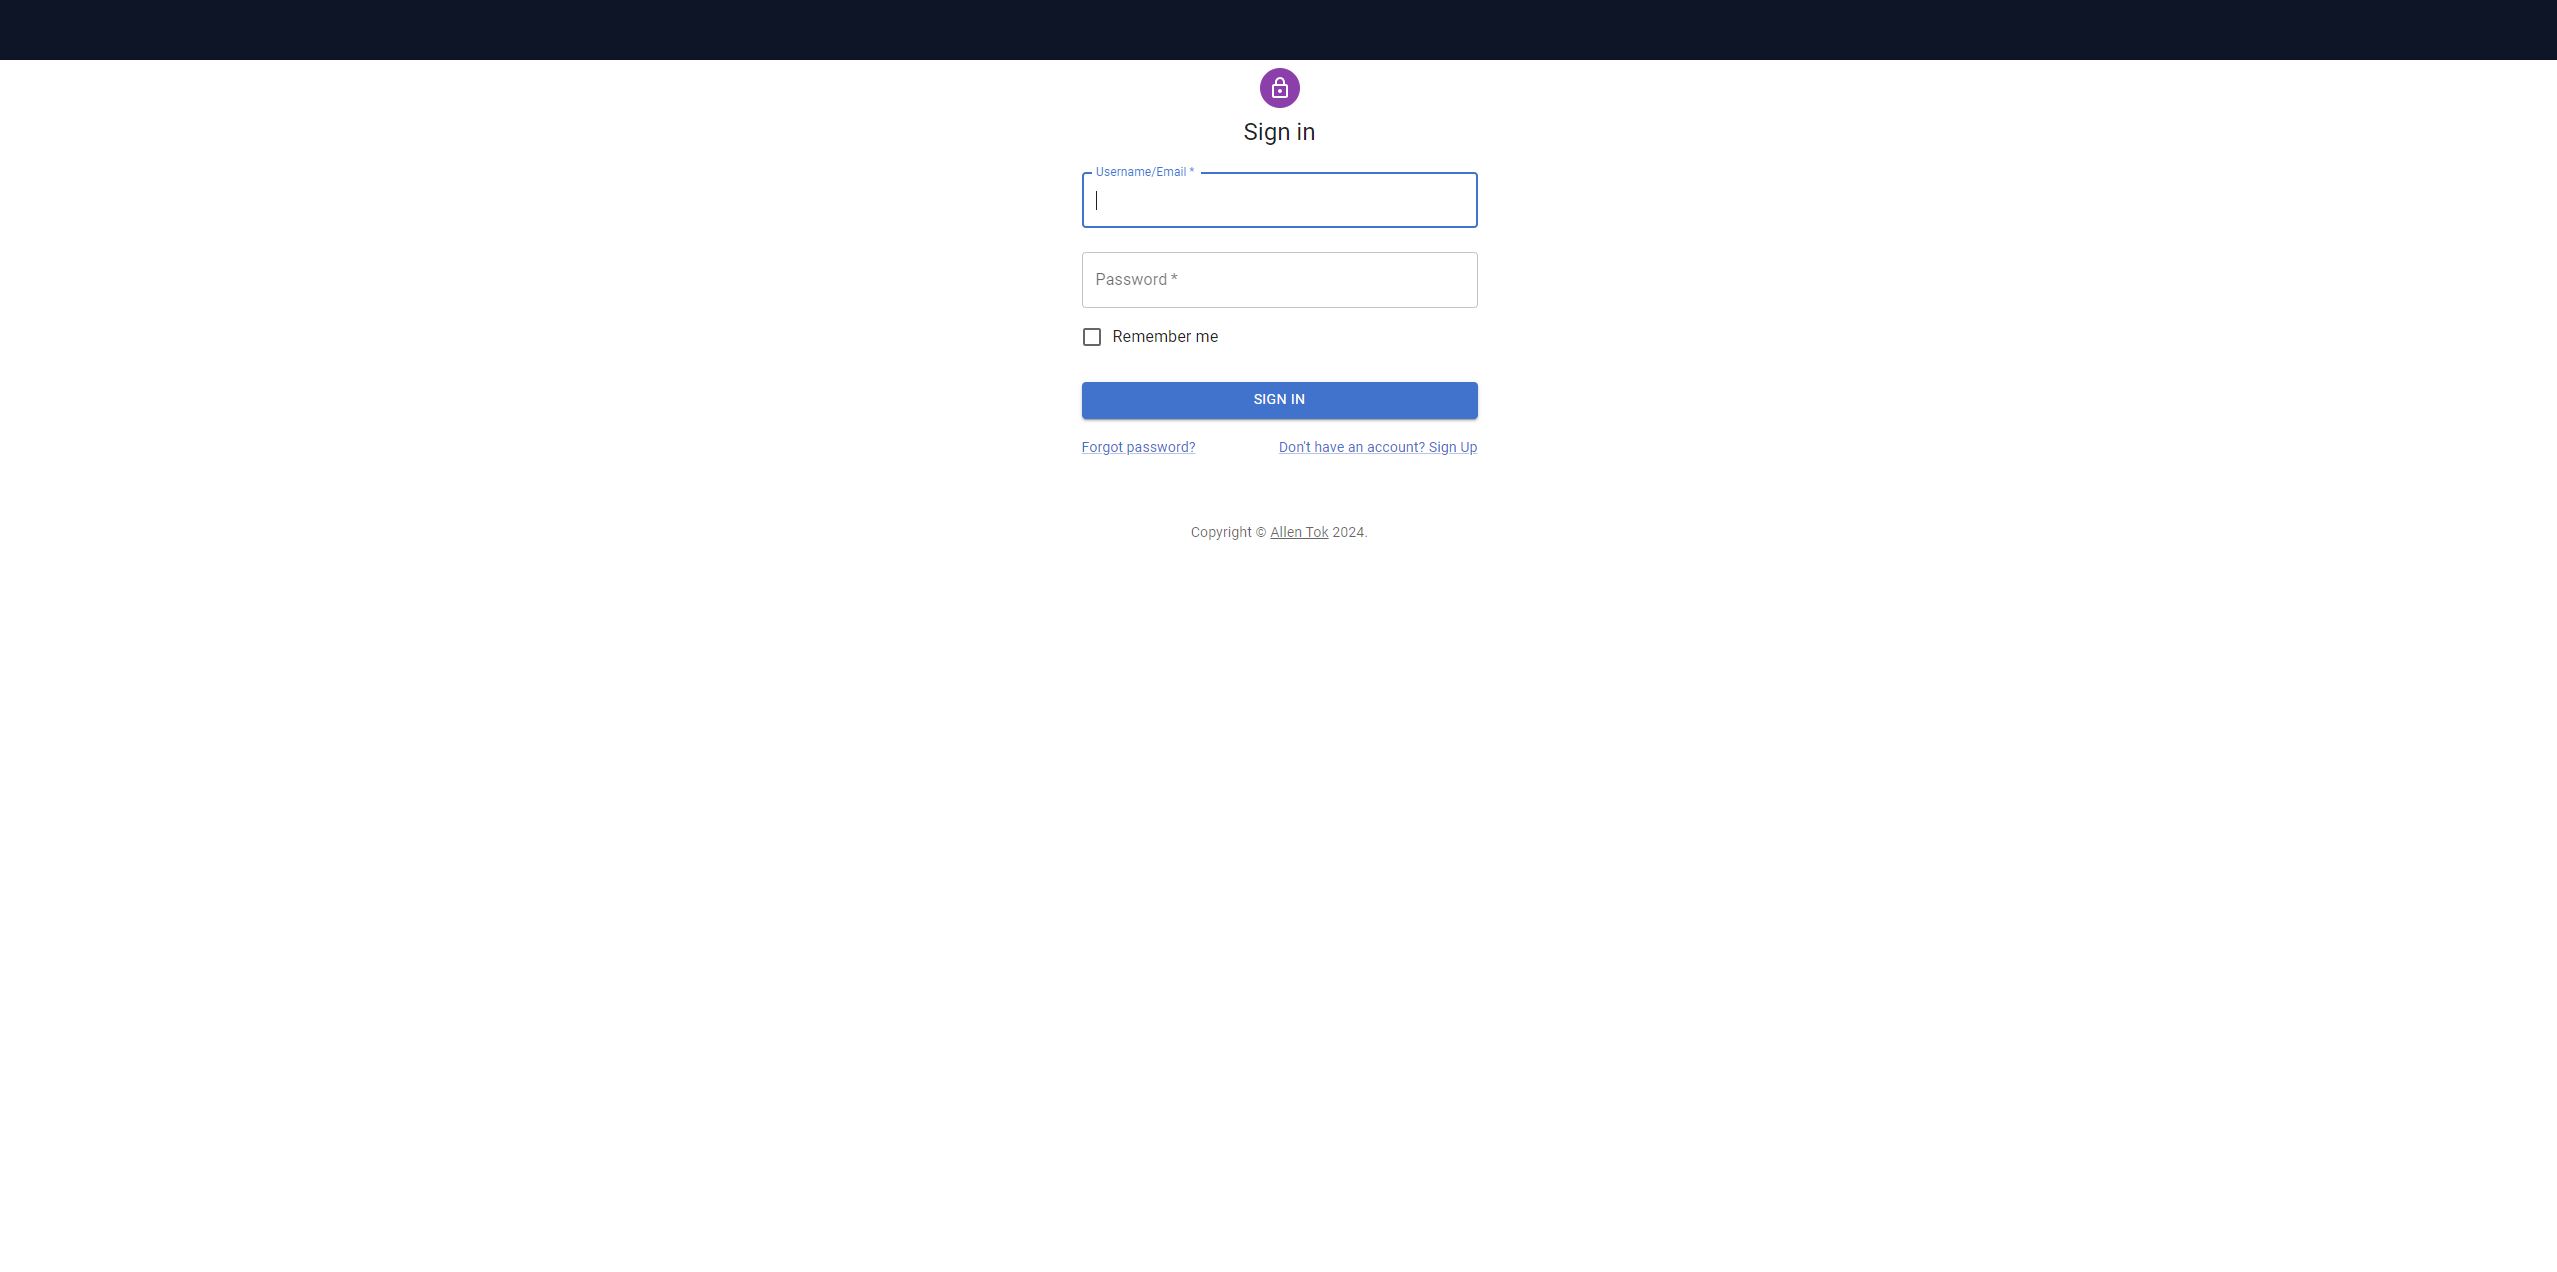 Sign in
Username/Email *
Password *
Remember me
SIGN IN
Forgot password? Don't have an account? Sign Up
Copyright © Allen Tok 2024.